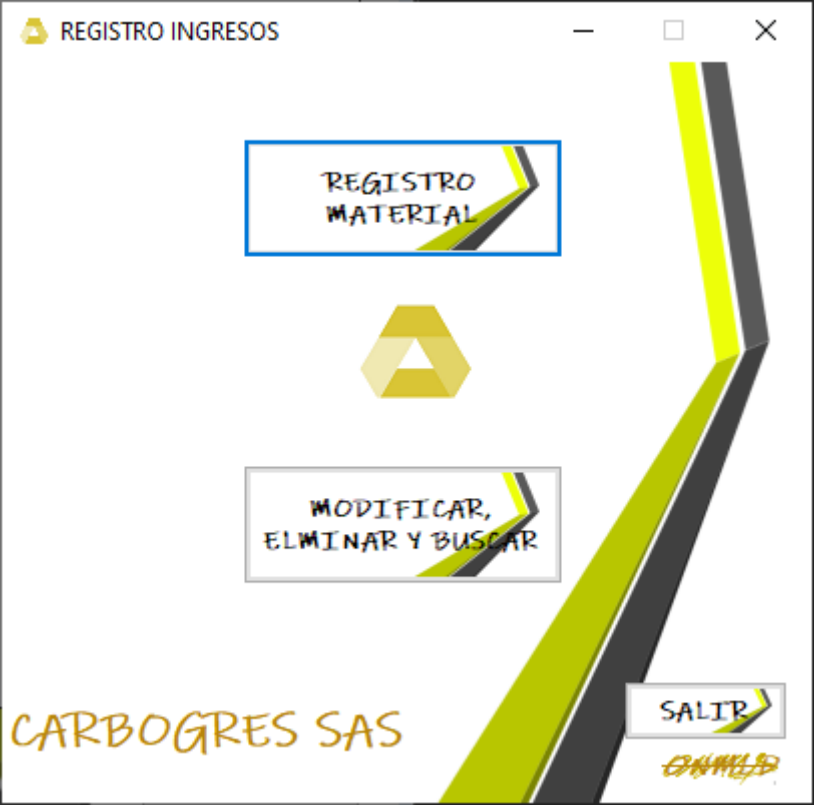 REGISTRO INGRESOS
REGISTRO
MATERIAL
MODIFICAR,
ELMINAR Y BUSCAR
CARBOGRES SAS
SALIR